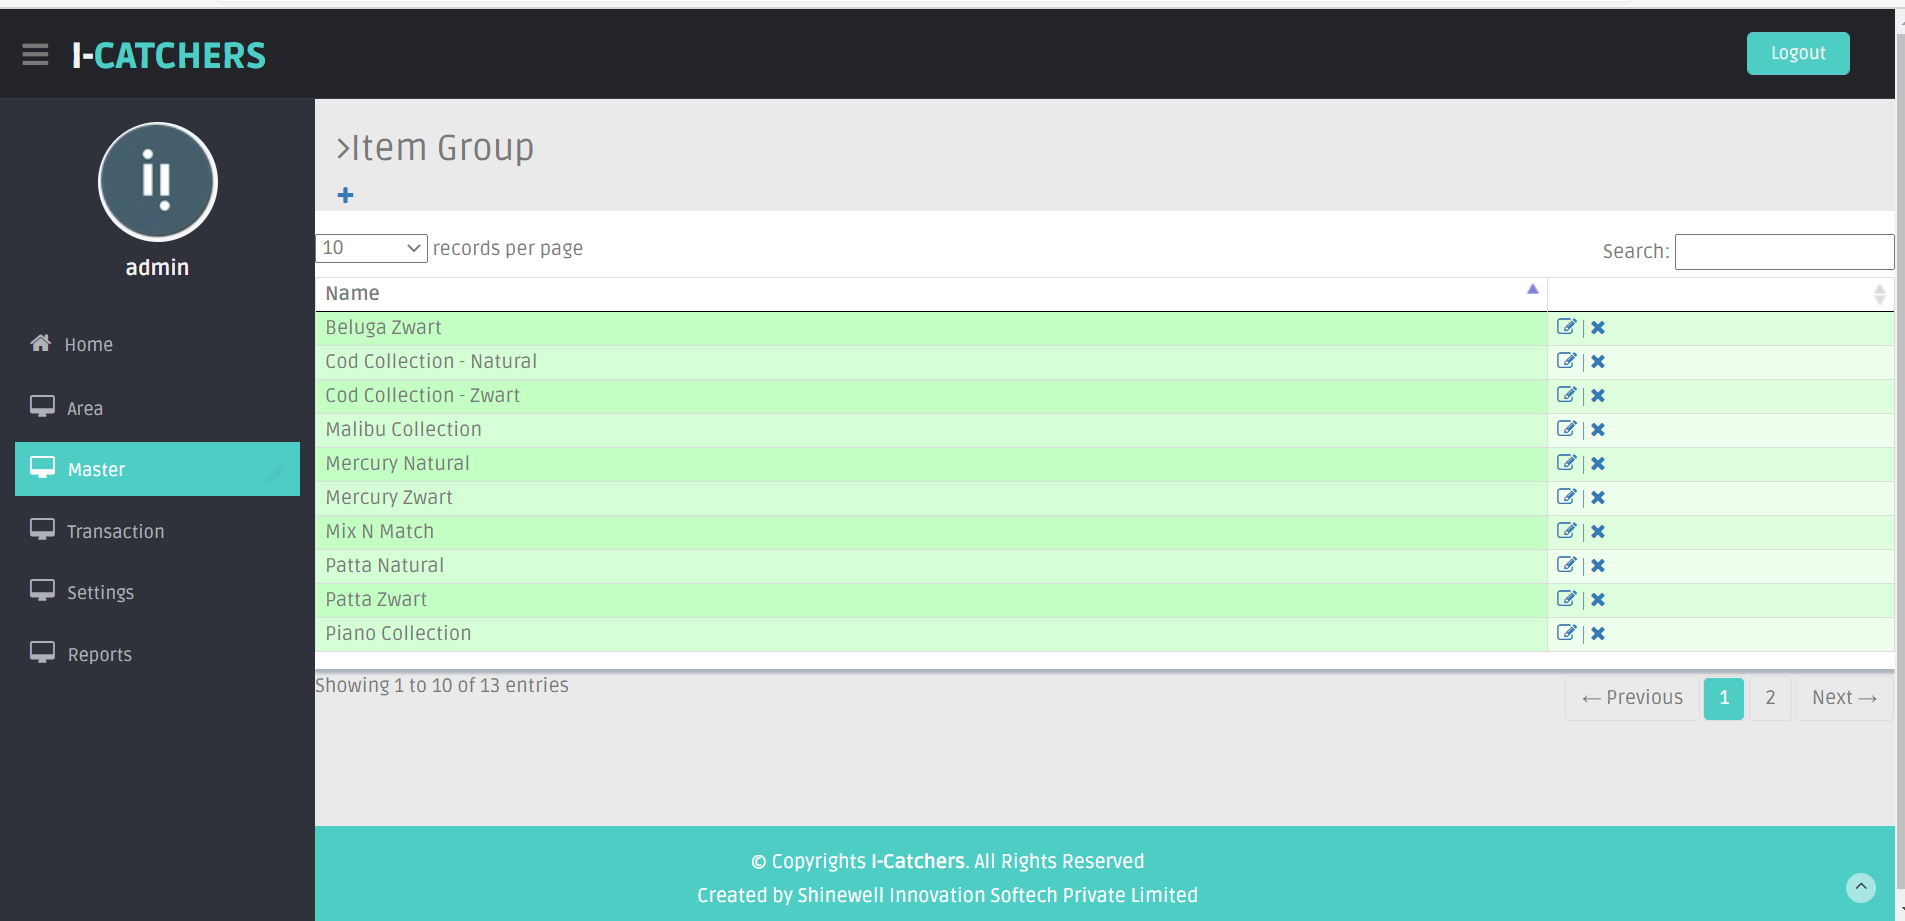 I-CATCHERS
Logout
admin
Home
Area
Master
Transaction
Settings
Reports
>Item Group
10 records per page
Search:
Name
Beluga Zwart
|
Cod Collection - Natural
|
Cod Collection - Zwart
|
Malibu Collection
|
Mercury Natural
|
Mercury Zwart
|
Mix N Match
|
Patta Natural
|
Patta Zwart
|
Piano Collection
|
Showing 1 to 10 of 13 entries
← Previous 1 2 Next →
© Copyrights I-Catchers. All Rights Reserved
Created by Shinewell Innovation Softech Private Limited